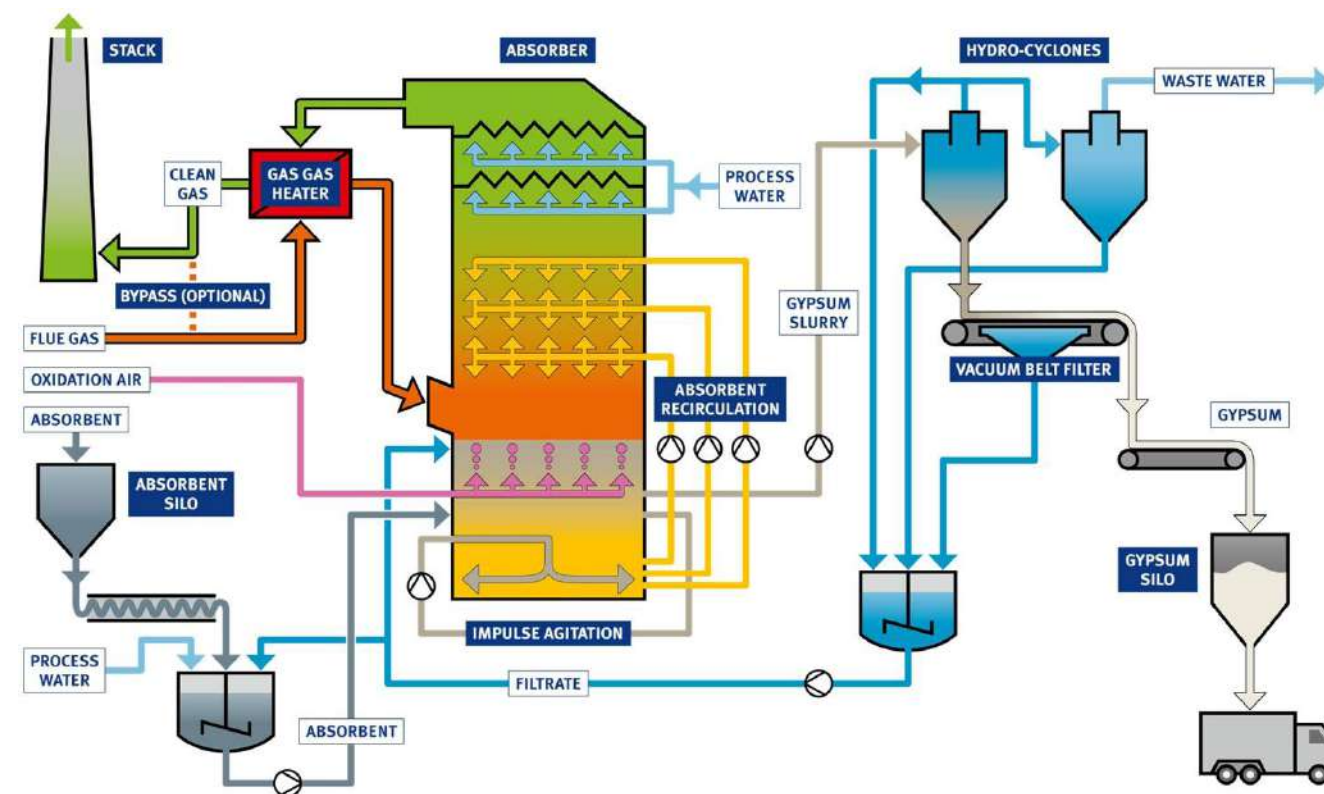 STACK
ABSORBER
HYDRO-CYCLONES
WASTE WATER
CLEAN
GAS
GAS GAS
HEATER
PROCESS
WATER
BYPASS (OPTIONAL)
GYPSUM
SLURRY
FLUE GAS
VACUUM BELT FILTER
OXIDATION AIR
ABSORBENT
RECIRCULATION
ABSORBENT
GYPSUM
ABSORBENT
SILO
GYPSUM
SILO
IMPULSE AGITATION
PROCESS
WATER
FILTRATE
ABSORBENT